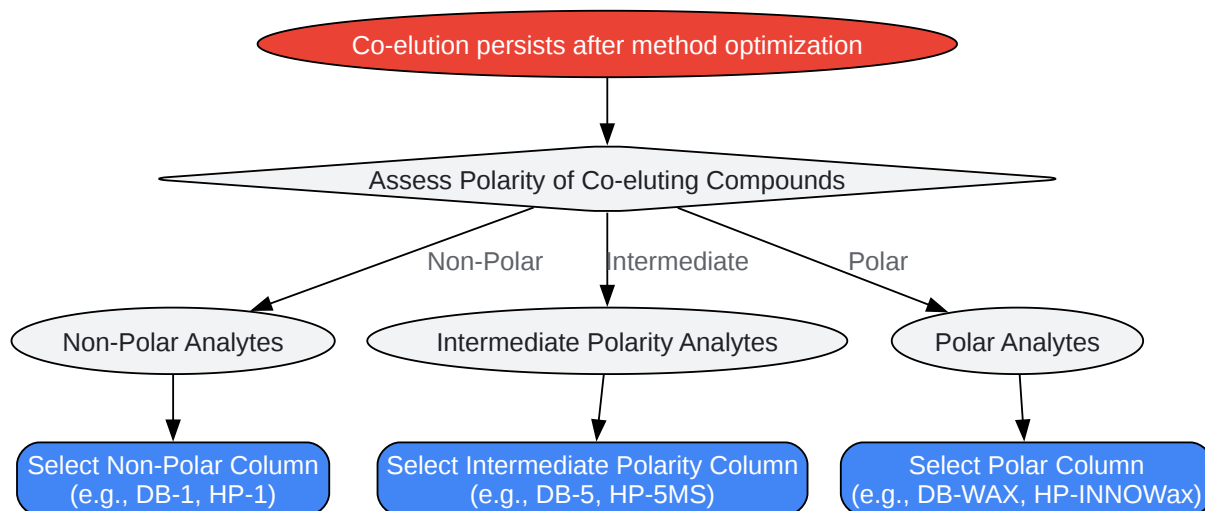 Co-elution persists after method optimization
Assess Polarity of Co-eluting Compounds
Non-Polar
Intermediate
Polar
Non-Polar Analytes
Intermediate Polarity Analytes
Polar Analytes
Select Non-Polar Column
(e.g., DB-1, HP-1)
Select Intermediate Polarity Column
(e.g., DB-5, HP-5MS)
Select Polar Column
(e.g., DB-WAX, HP-INNOWax)